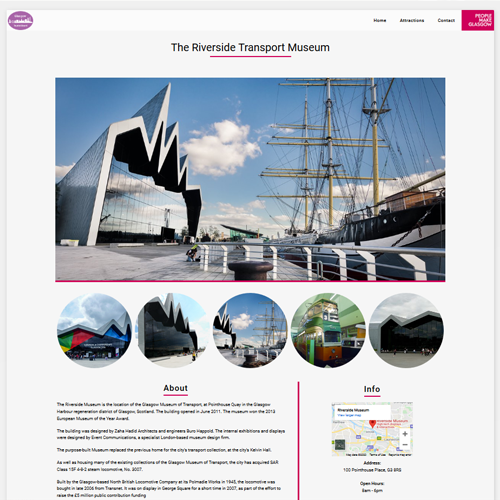 Home Attractions Contact
PEOPLE
MAKE
GLASGOW
The Riverside Transport Museum
About
The Riverside Museum is the location of the Glasgow Museum of Transport, at Pointhouse Quay in the Glasgow
Harbour regeneration district of Glasgow, Scotland. The building opened in June 2011. The museum won the 2013
European Museum of the Year Award.
The building was designed by Zaha Hadid Architects and engineers Buro Happold. The internal exhibitions and displays
were designed by Event Communications, a specialist London-based museum design firm.
The purpose-built Museum replaced the previous home for the city's transport collection, at the city's Kelvin Hall.
As well as housing many of the existing collections of the Glasgow Museum of Transport, the city has acquired SAR
Class 15F 4-8-2 steam locomotive, No. 3007.
Built by the Glasgow-based North British Locomotive Company at its Polmadie Works in 1945, the locomotive was
bought in late 2006 from Transnet. It was on display in George Square for a short time in 2007, as part of the effort to
raise the £5 million public contribution funding
Info
Riverside Museum
View larger map
Riverside Museum
Address:
100 Pointhouse Place, G3 8RS
Open Hours:
8am - 6pm